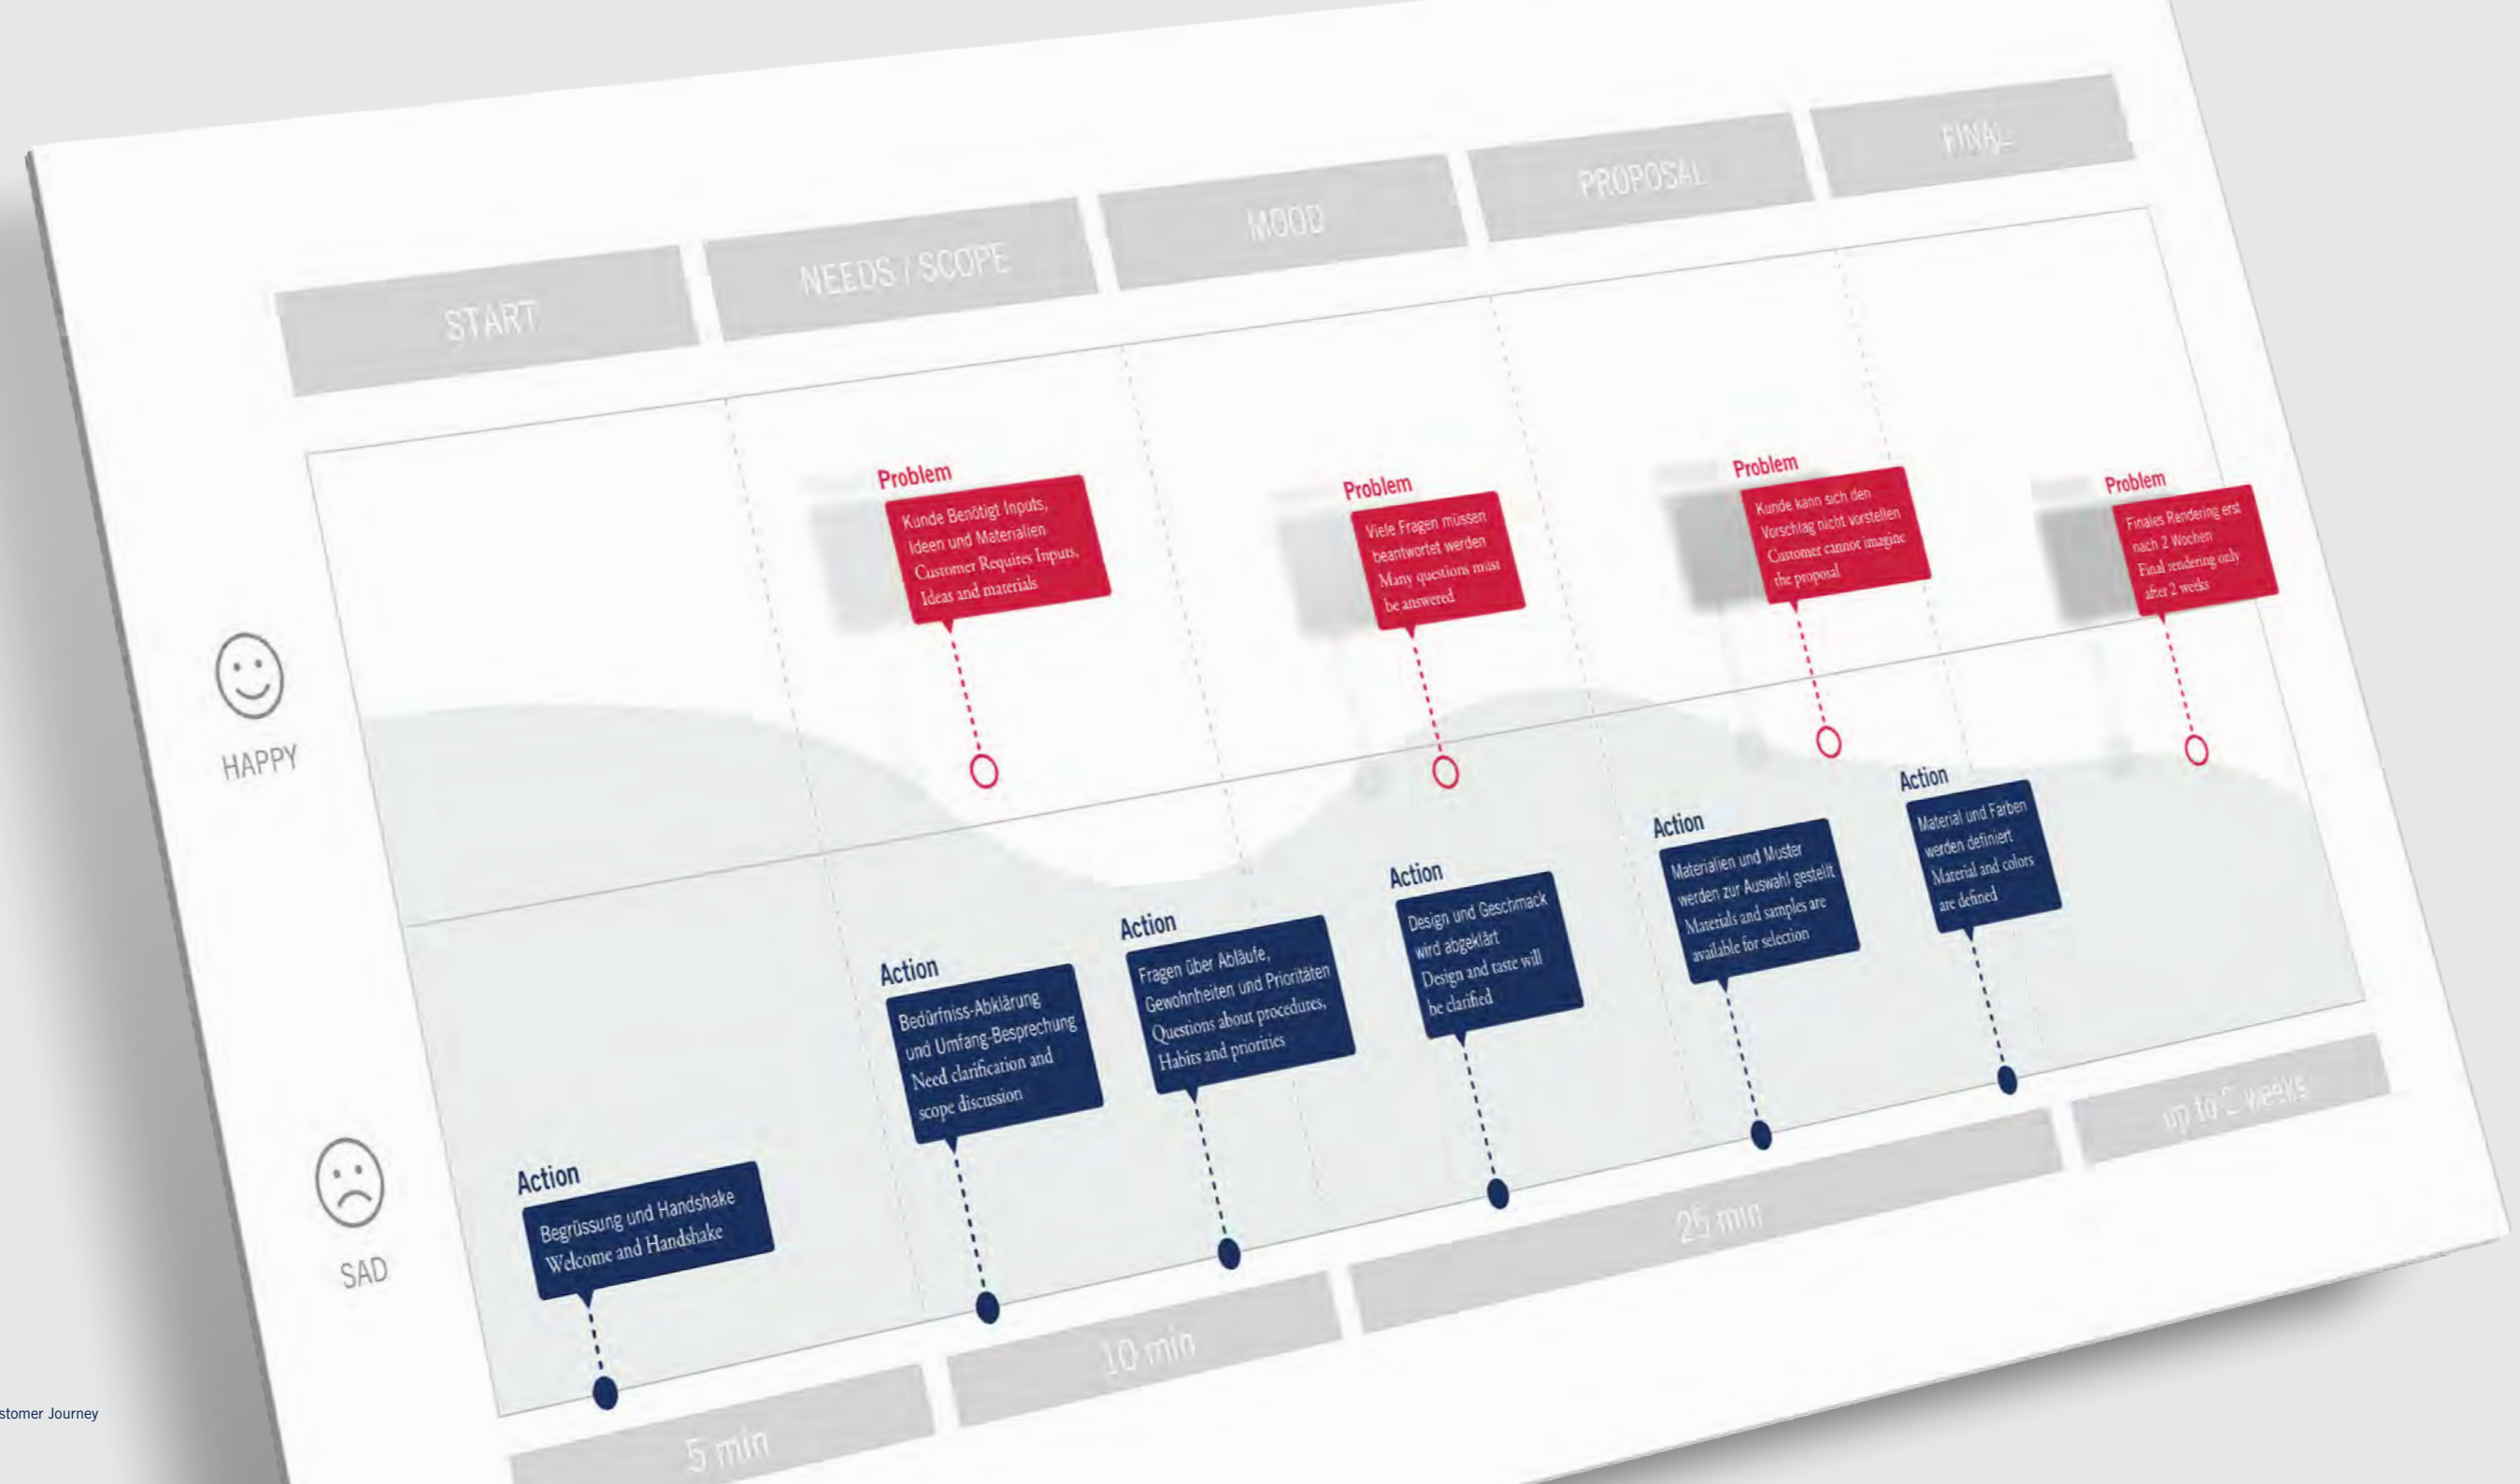 START
NEEDS / SCOPE
MOOD
PROPOSAL
FINAL
Problem
Kunde Benötigt Inputs,
Ideen und Materialien
Customer Requires Inputs,
Ideas and materials
Problem
Viele Fragen müssen
beantwortet werden
Many questions must
be answered
Problem
Kunde kann sich den
Vorschlag nicht vorstellen
Customer cannot imagine
the proposal
Problem
Finales Rendering erst
nach 2 Wochen
Final rendering only
after 2 weeks
HAPPY
SAD
Action
Begrüssung und Handshake
Welcome and Handshake
Action
Bedürfniss-Abklärung
und Umfang-Besprechung
Need clarification and
scope discussion
Action
Fragen über Abläufe,
Gewohnheiten und Prioritäten
Questions about procedures,
Habits and priorities
Action
Design und Geschmack
wird abgeklärt
Design and taste will
be clarified
Action
Materialien und Muster
werden zur Auswahl gestellt
Materials and samples are
available for selection
Action
Material und Farben
werden definiert
Material and colors
are defined
5 min
10 min
25 min
up to 2 weeks
stomer Journey